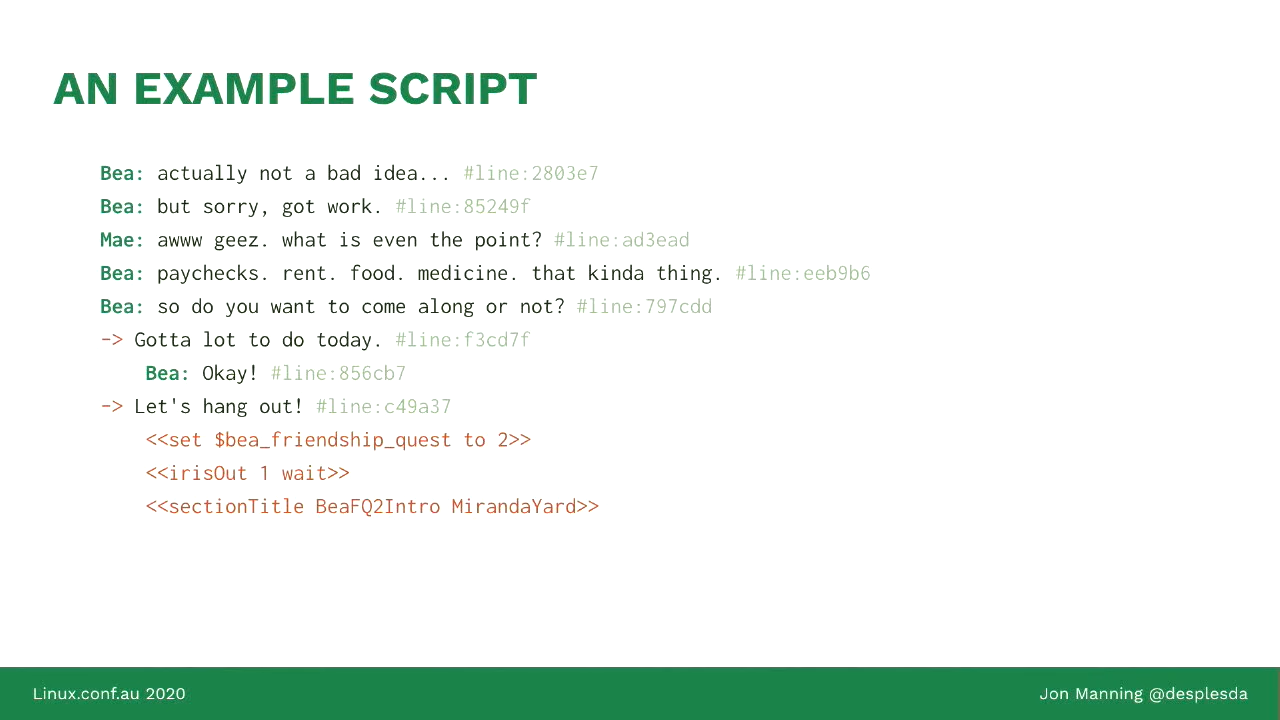 AN EXAMPLE SCRIPT
Bea: actually not a bad idea... #line:2803e7
Bea: but sorry, got work. #line:85249f
Mae: awww geez. what is even the point? #line:ad3ead
Bea: paychecks. rent. food. medicine. that kinda thing. #line:eeb9b6
Bea: so do you want to come along or not? #line:797cdd
-> Gotta lot to do today. #line:f3cd7f
Bea: Okay! #line:856cb7
-> Let's hang out! #line:c49a37
<<set $bea_friendship_quest to 2>>
<<irisOut 1 wait>>
<<sectionTitle BeaFQ2Intro MirandaYard>>
Linux.conf.au 2020
Jon Manning @desplesda